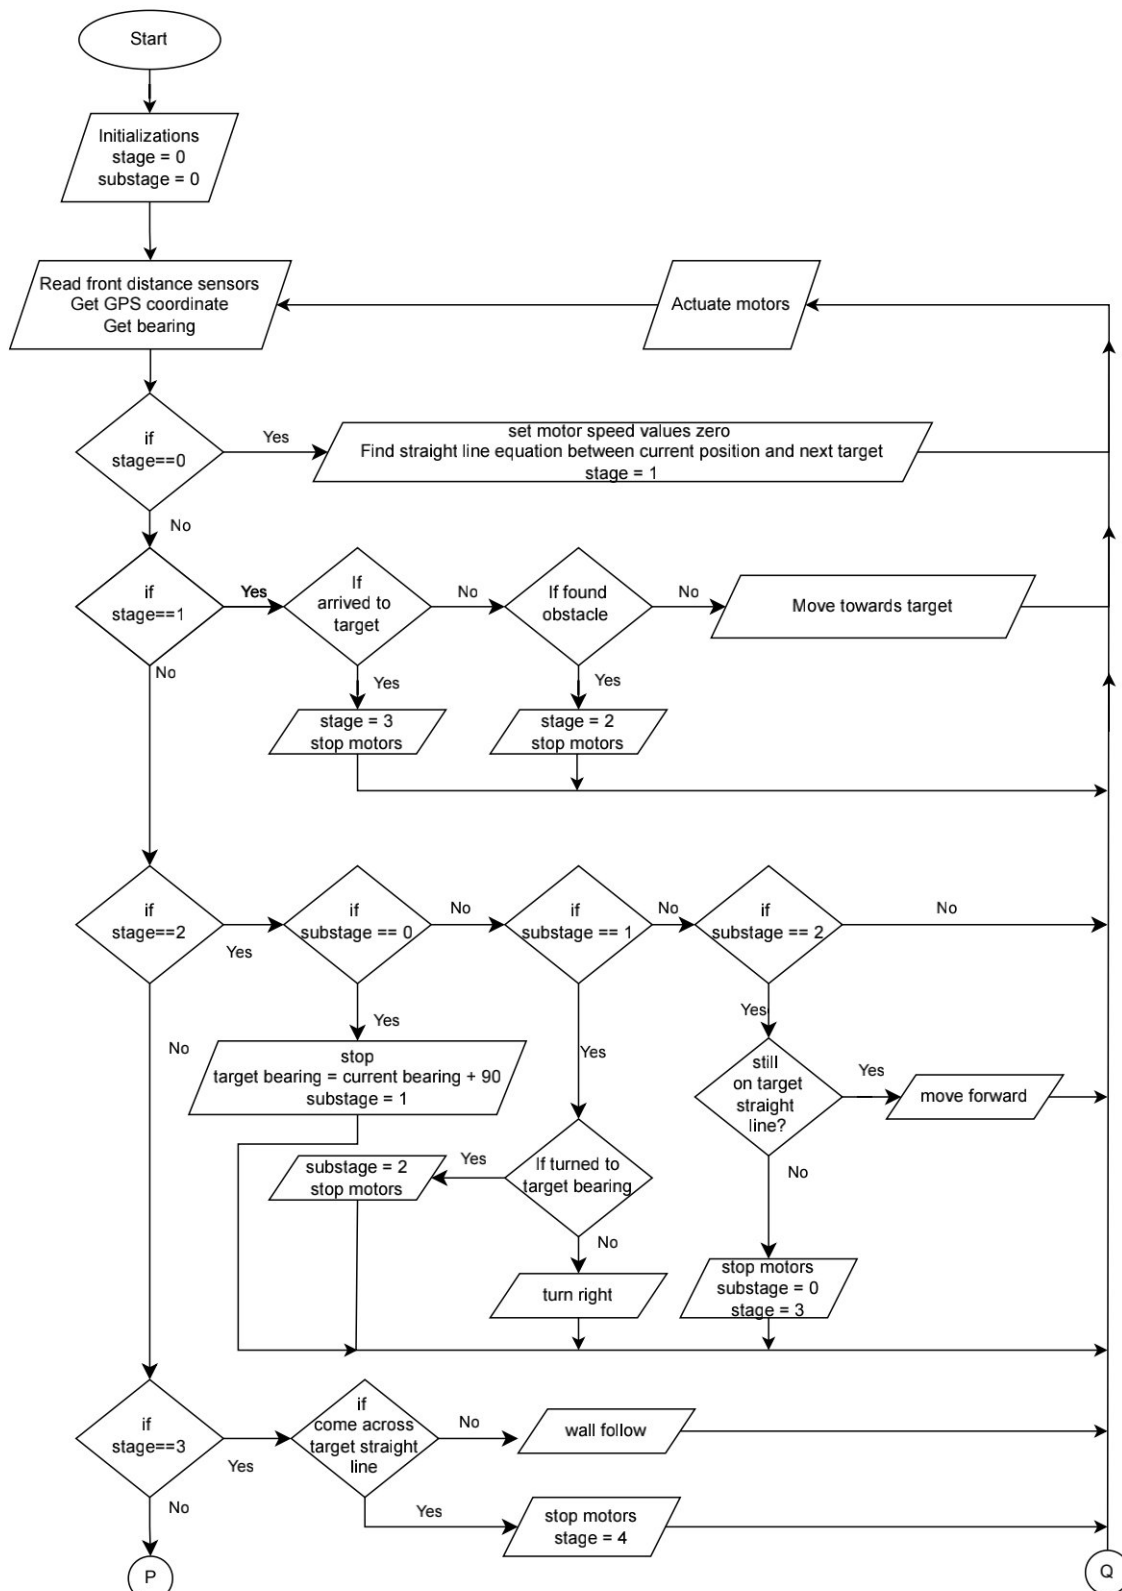 Start
Initializations
stage = 0
substage = 0
Read front distance sensors
Get GPS coordinate
Get bearing
Actuate motors
if
stage==0
Yes
set motor speed values zero
Find straight line equation between current position and next target
stage = 1
No
if
stage==1
Yes
If
arrived to
target
No
If found
obstacle
No
Move towards target
No
Yes
Yes
stage = 3
stop motors
stage = 2
stop motors
if
stage==2
Yes
if
substage == 0
No
if
substage == 1
No
if
substage == 2
No
No
Yes
stop
target bearing = current bearing + 90
substage = 1
Yes
Yes
still
on target
straight
line?
Yes
move forward
substage = 2
stop motors
Yes
If turned to
target bearing
No
No
turn right
stop motors
substage = 0
stage = 3
if
stage==3
Yes
if
come across
target straight
line
No
wall follow
No
Yes
stop motors
stage = 4
P
Q